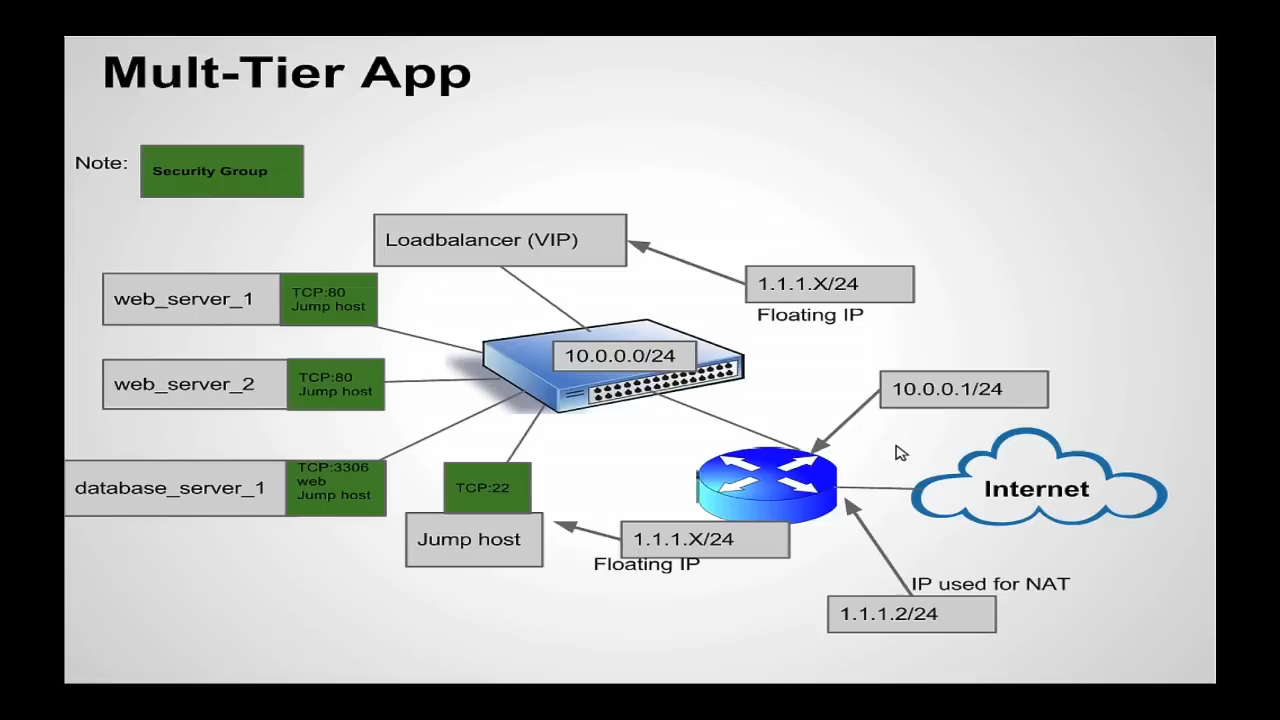 Mult-Tier App
Note:
Security Group
Loadbalancer (VIP)
1.1.1.X/24
Floating IP
web_server_1
TCP:80
Jump host
10.0.0.0/24
web_server_2
TCP:80
Jump host
10.0.0.1/24
database_server_1
TCP:3306
web
Jump host
TCP:22
Jump host
1.1.1.X/24
Floating IP
Internet
IP used for NAT
1.1.1.2/24